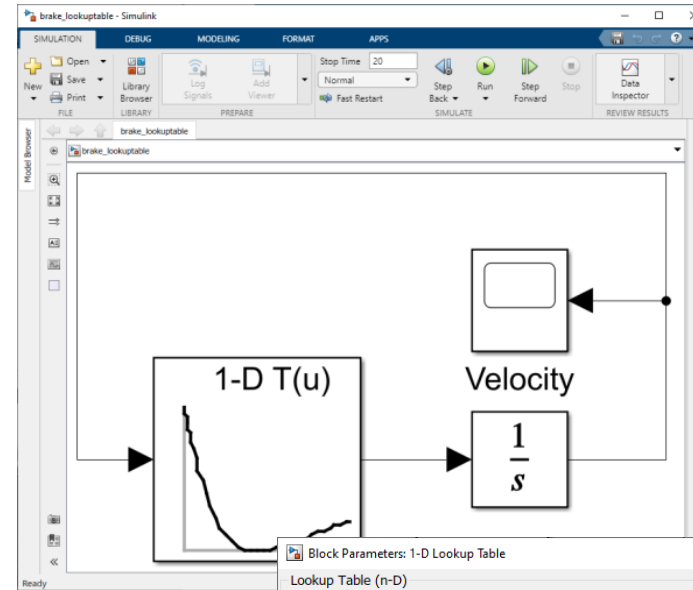 brake_lookuptable - Simulink
SIMULATION DEBUG MODELING FORMAT APPS
New
Open
Save
Print
FILE
Library Browser
LIBRARY
Log Signals
Add Viewer
PREPARE
Stop Time 20
Normal
Fast Restart
Step Back
Run
Step Forward
Stop
SIMULATE
Data Inspector
REVIEW RESULTS
Model Browser
brake_lookuptable
brake_lookuptable
1-D T(u)
Velocity
1
s
Block Parameters: 1-D Lookup Table
Lookup Table (n-D)
Ready